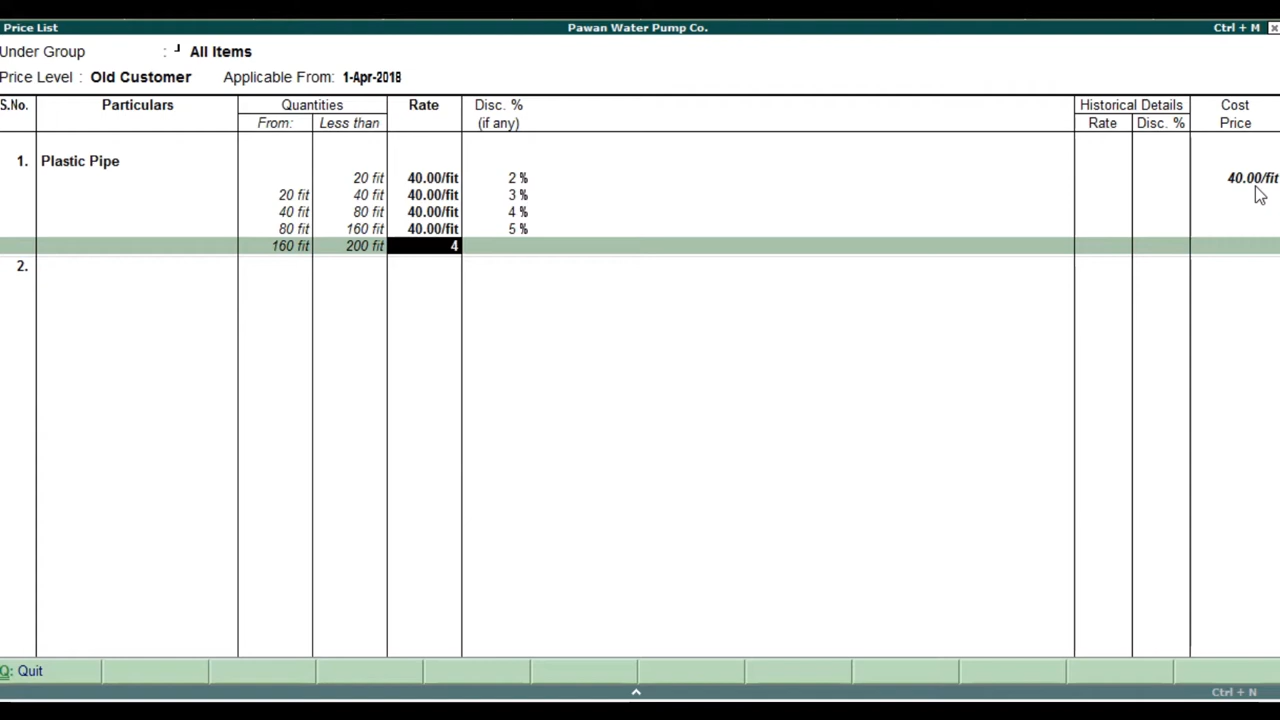 Price List Pawan Water Pump Co. Ctrl + M x
Under Group : ┘ All Items
Price Level : Old Customer Applicable From: 1-Apr-2018
S.No. Particulars Quantities Rate Disc. % Historical Details Cost
From: Less than (if any) Rate Disc. % Price
1. Plastic Pipe
20 fit 40.00/fit 2 % 40.00/fit
20 fit 40 fit 40.00/fit 3 %
40 fit 80 fit 40.00/fit 4 %
80 fit 160 fit 40.00/fit 5 %
160 fit 200 fit 4
2.
Q: Quit
Ctrl + N